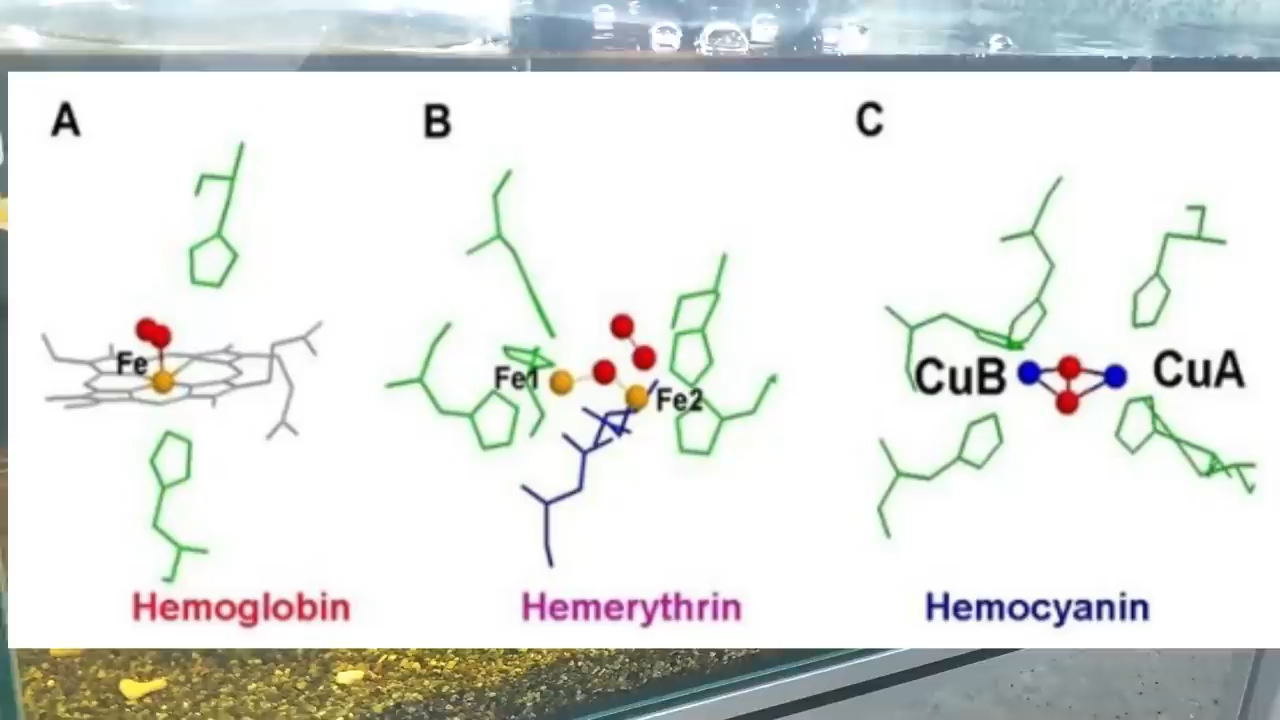 A
B
C
Fe
Fe1
Fe2
CuB
CuA
Hemoglobin
Hemerythrin
Hemocyanin